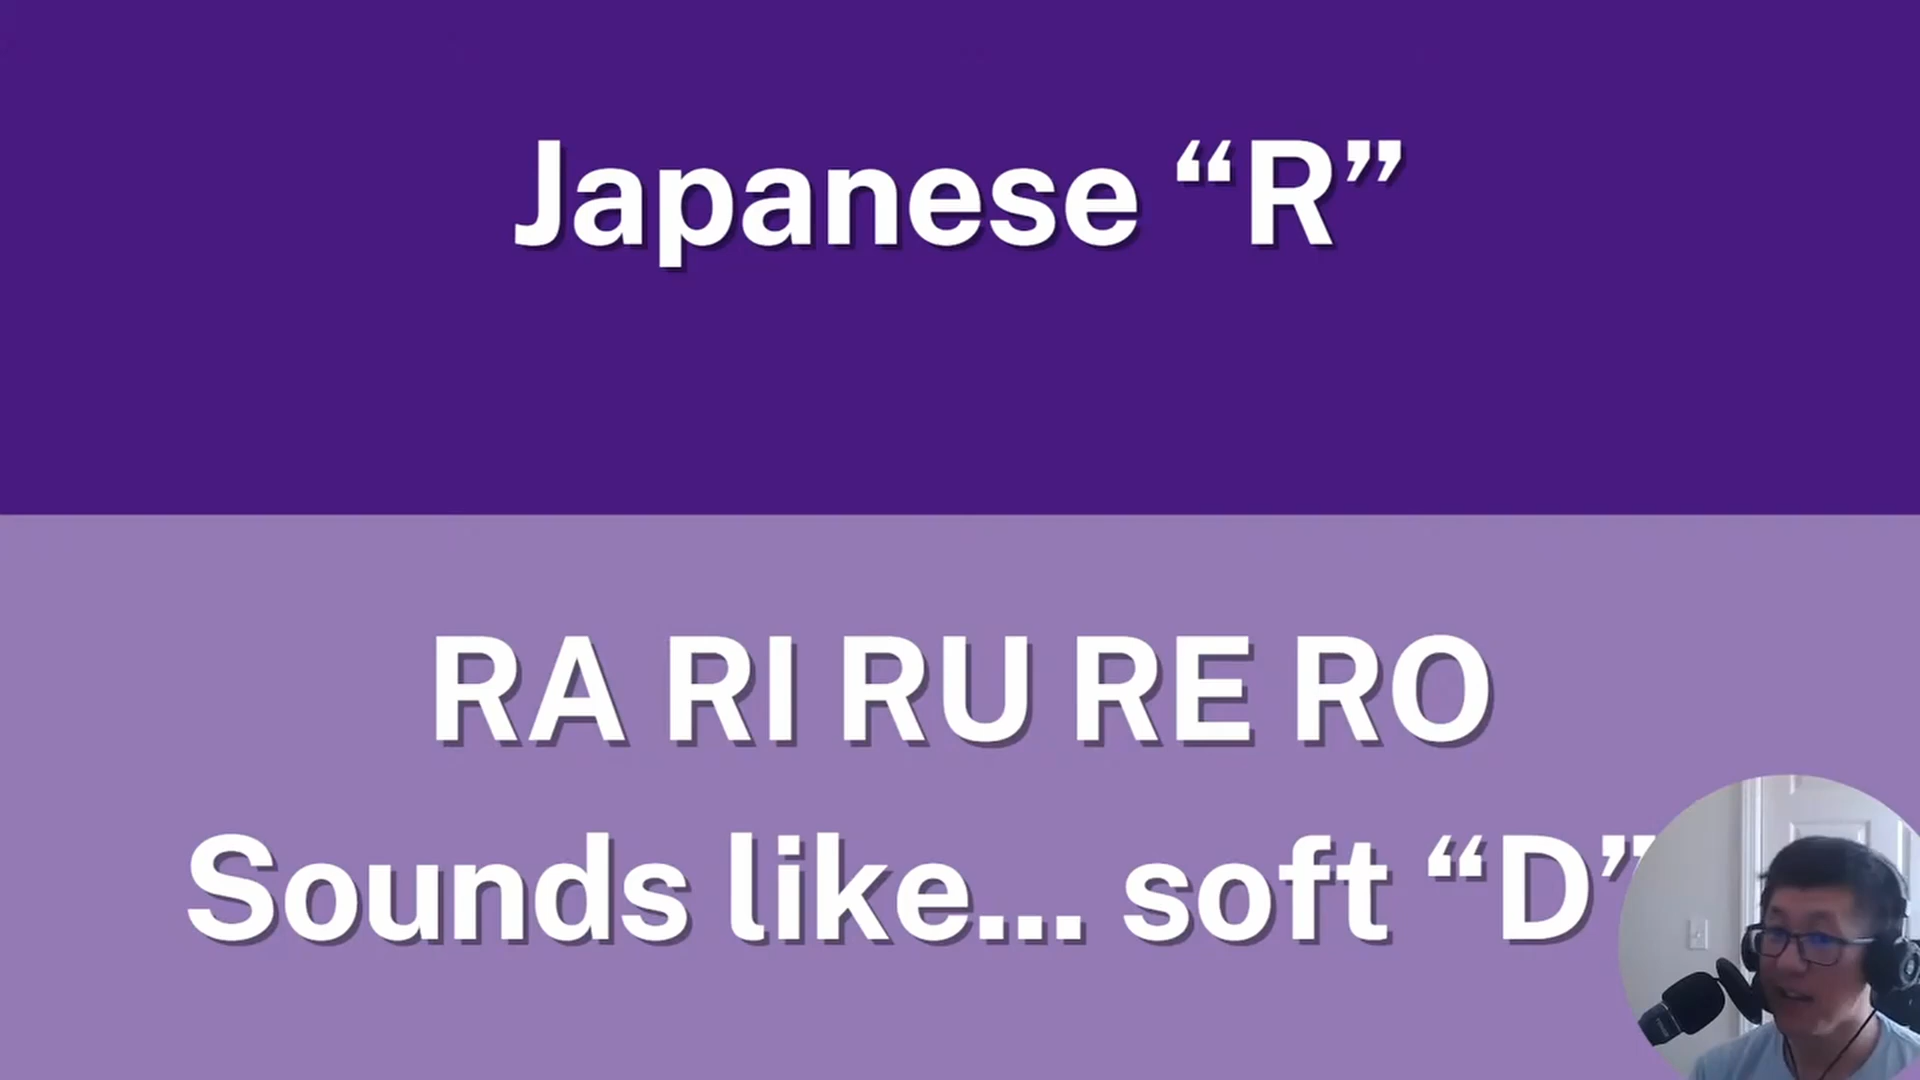 Japanese “R”
RA RI RU RE RO
Sounds like... soft “D”